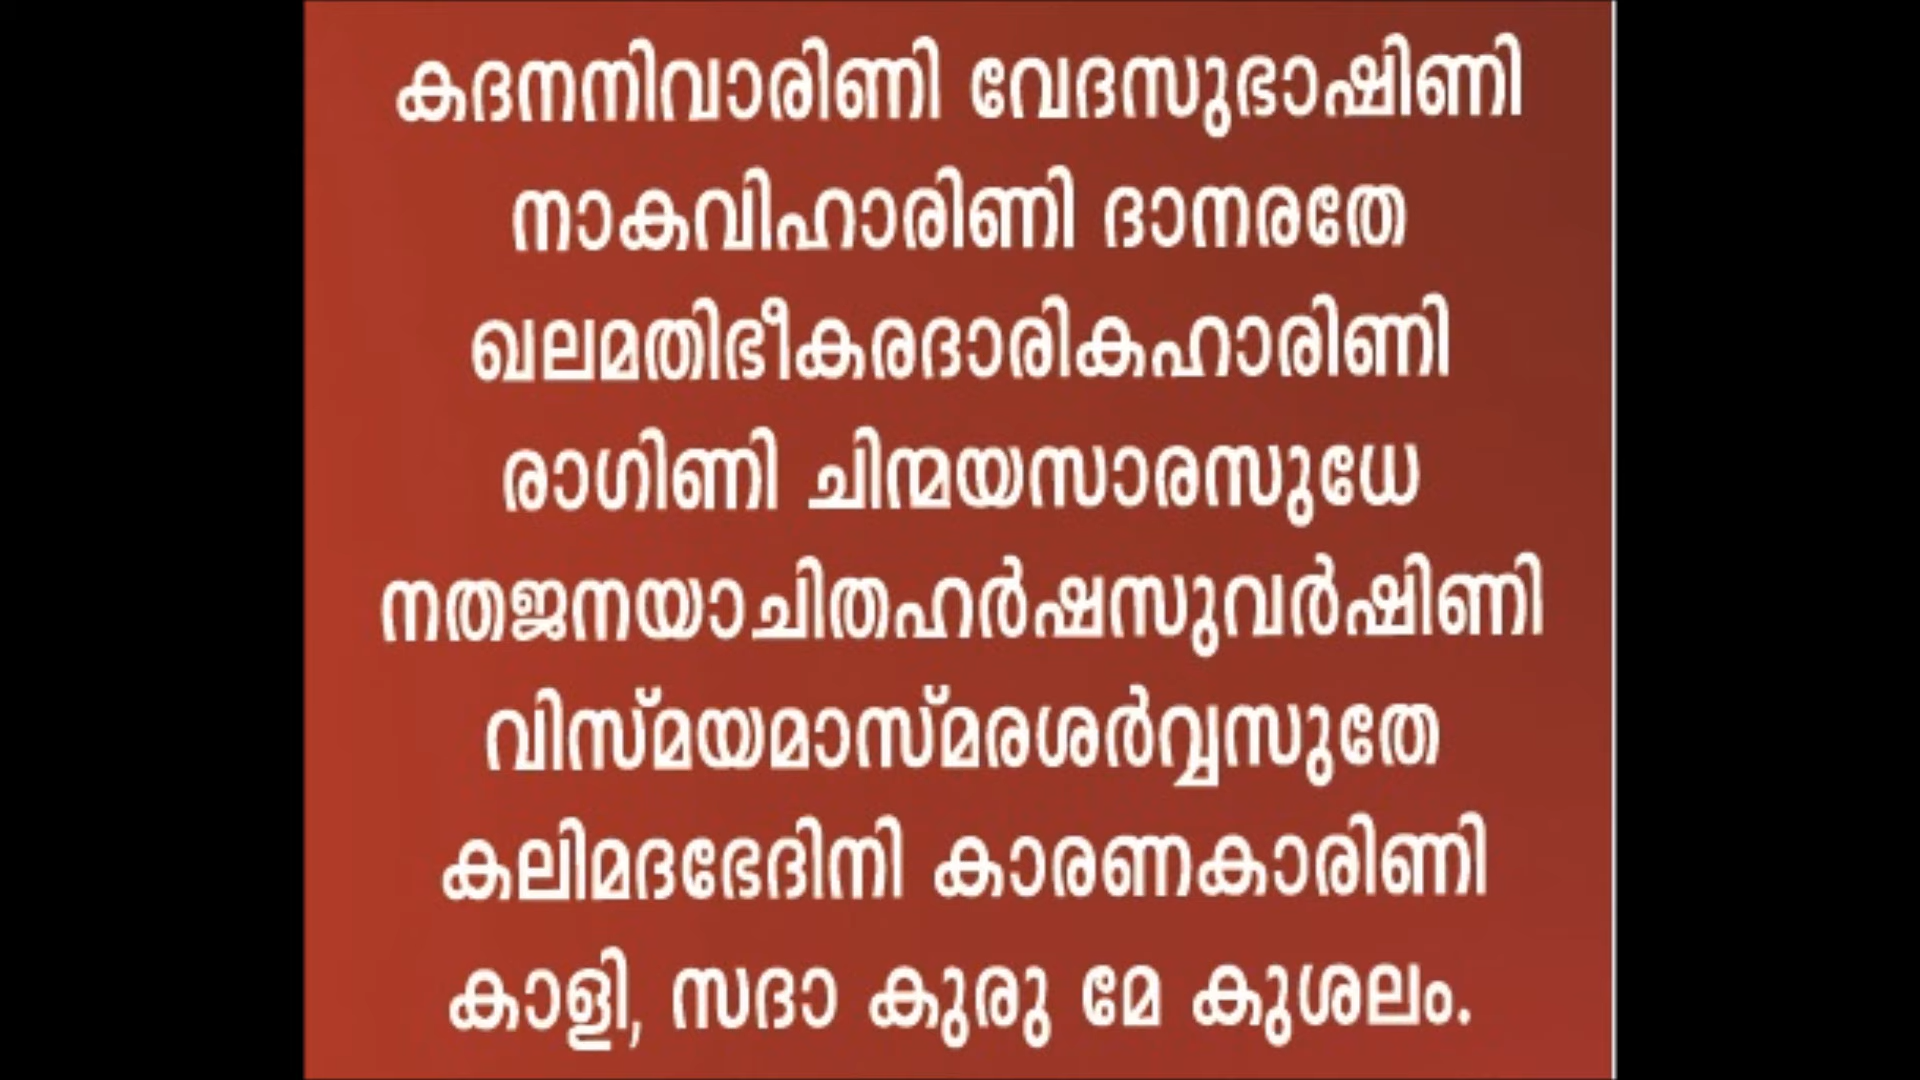 കദനനിവാരിണി വേദസുഭാഷിണി
നാകവിഹാരിണി ദാനരതേ
ഖലമതിഭീകരദാരികഹാരിണി
രാഗിണി ചിന്മയസാരസുധേ
നതജനയാചിതഹർഷസുവർഷിണി
വിസ്മയമാസ്മരശർവ്വസുതേ
കലിമദഭേദിനി കാരണകാരിണി
കാളി, സദാ കുരു മേ കുശലം.